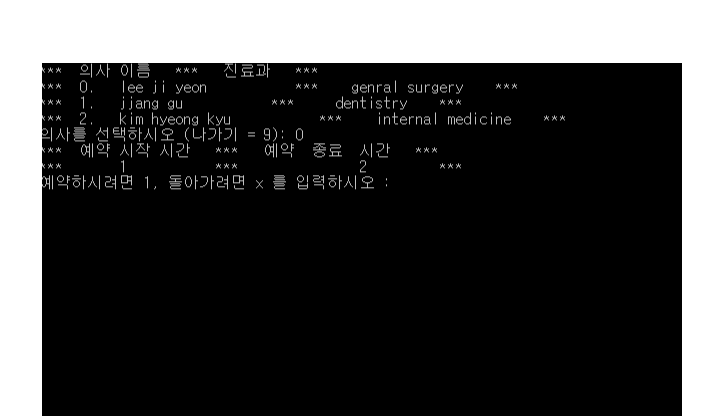 *** 의사 이름 *** 진료과 ***
*** 0. lee ji yeon *** genral surgery ***
*** 1. jjang gu *** dentistry ***
*** 2. kim hyeong kyu *** internal medicine ***
의사를 선택하시오 (나가기 = 9): 0
*** 예약 시작 시간 *** 예약 종료 시간 ***
*** 1 *** 2 ***
예약하시려면 1, 돌아가려면 x 를 입력하시오 :